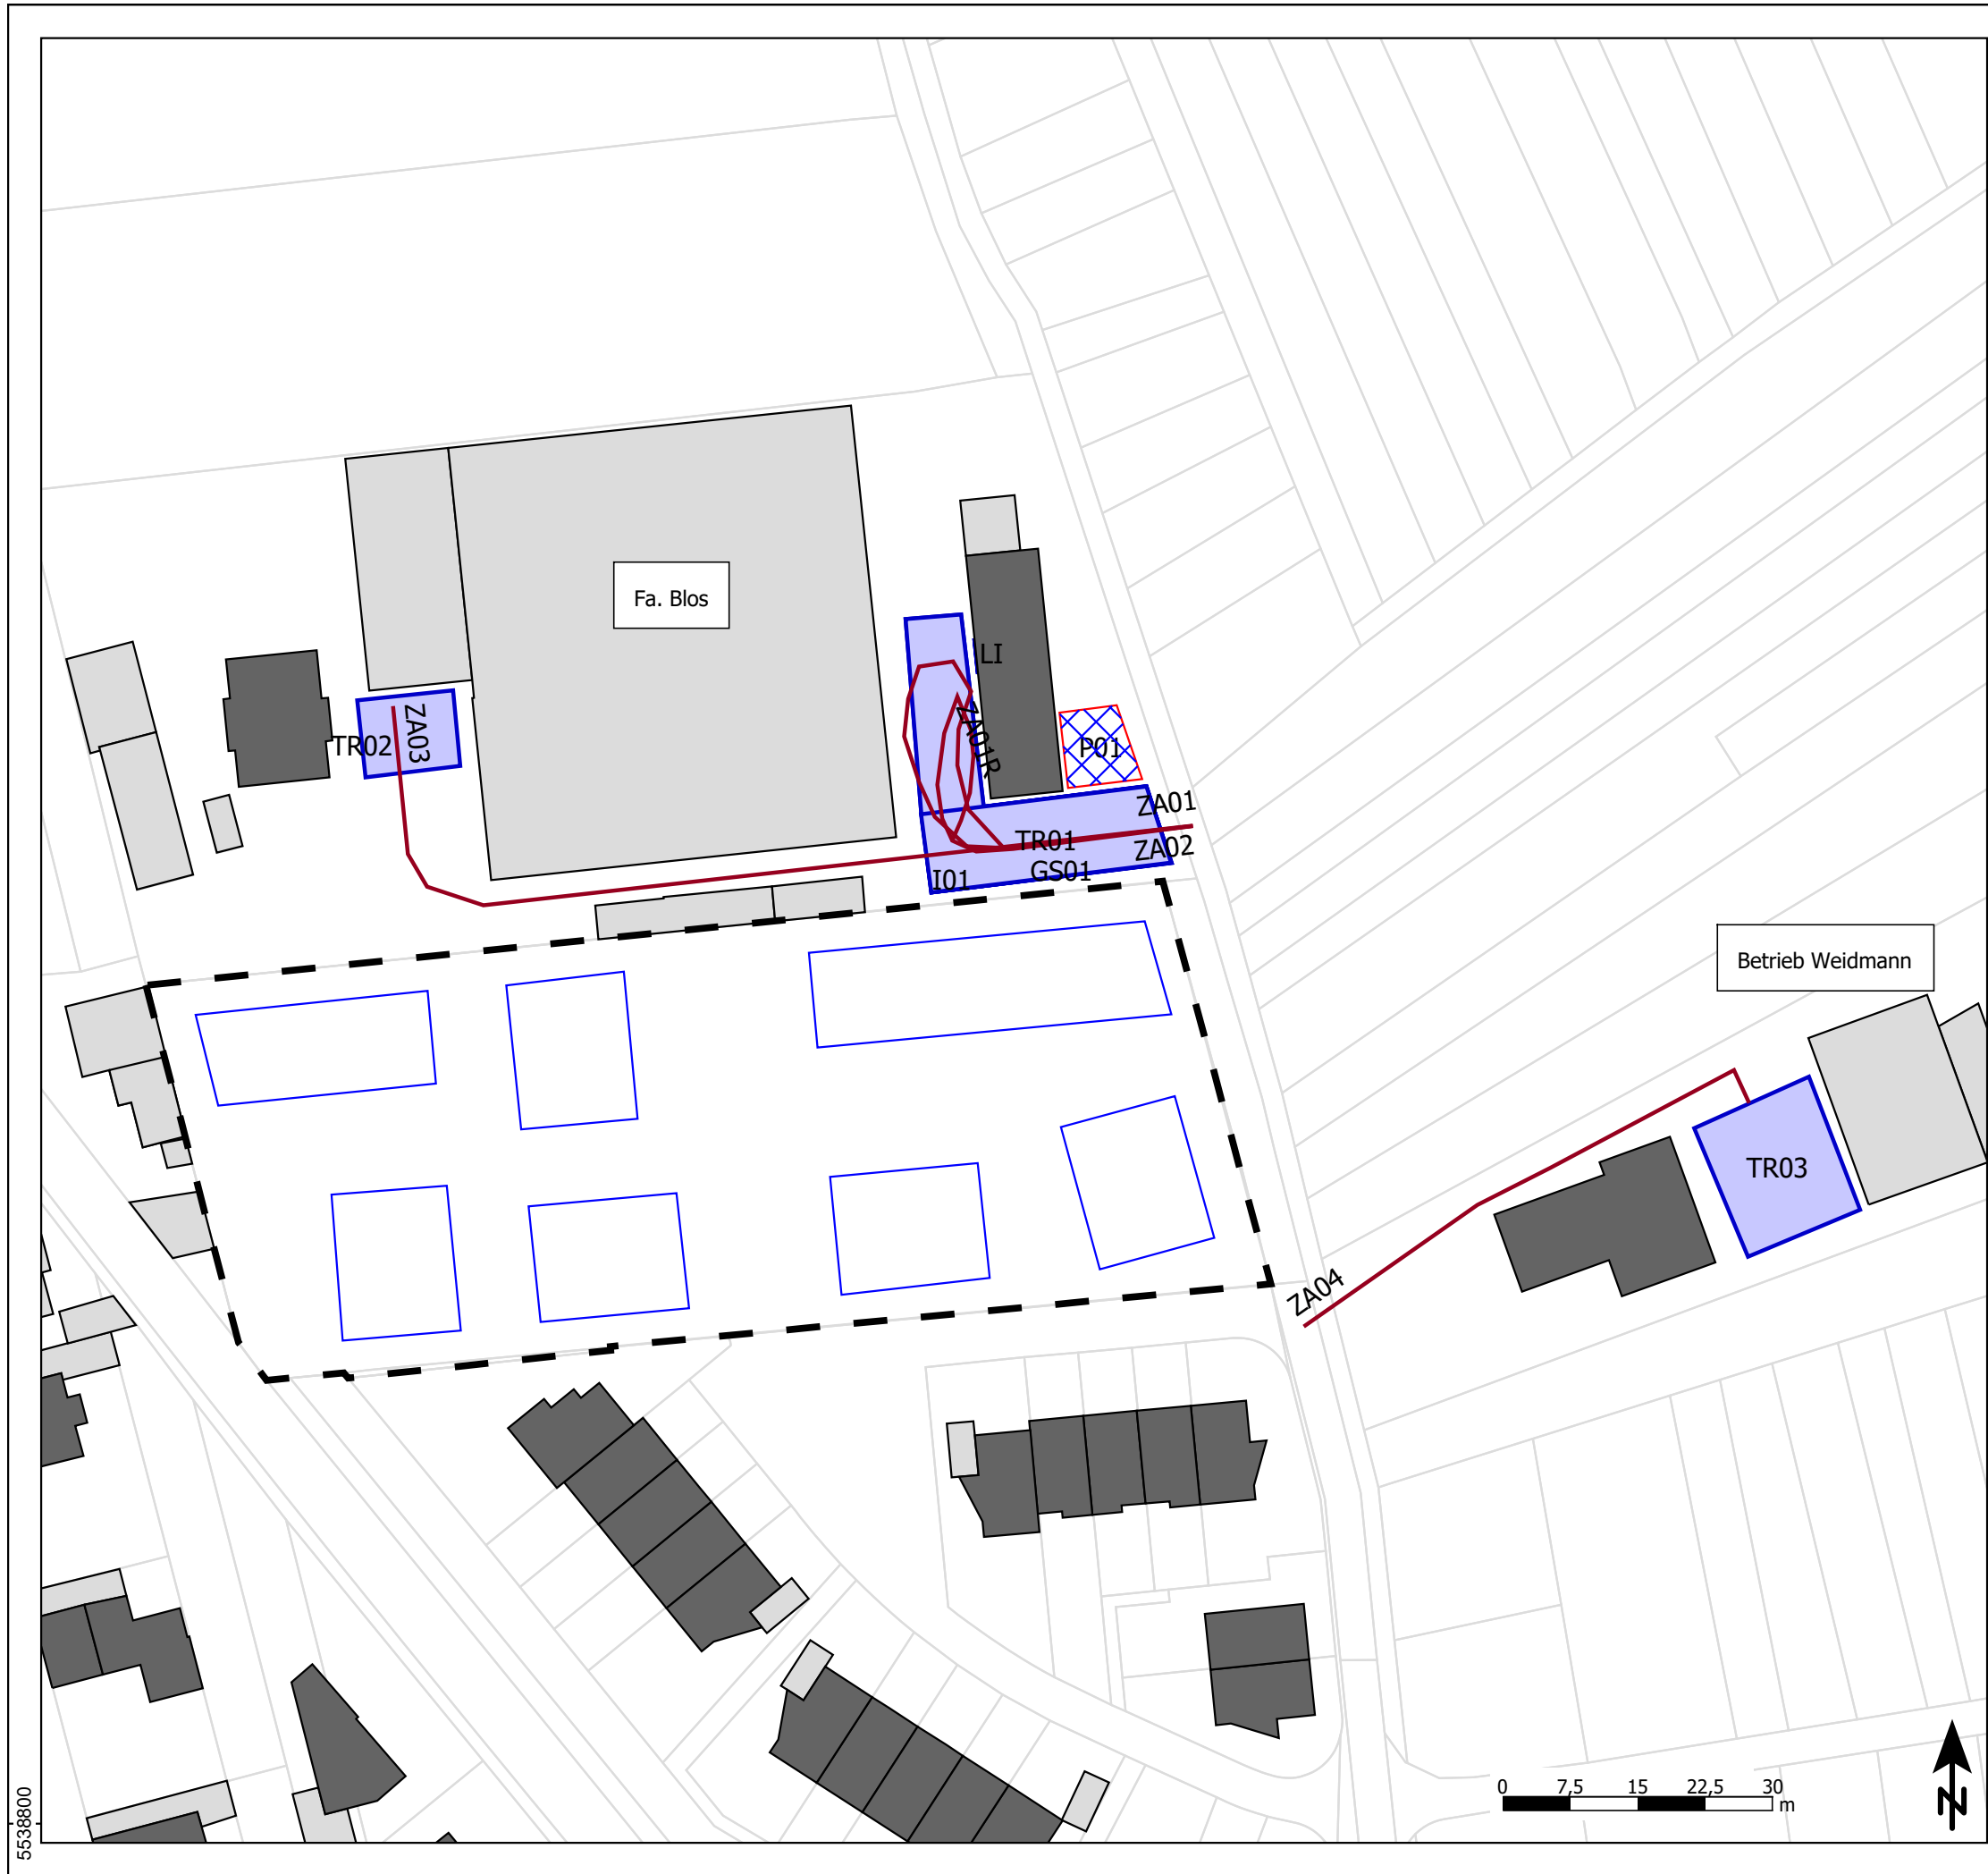 Fa. Blos
LI
ZA03
TR02
ZA01R
P01
ZA01
TR01
ZA02
GS01
I01
Betrieb Weidmann
TR03
ZA04
0 7,5 15 22,5 30
m
N
5538800